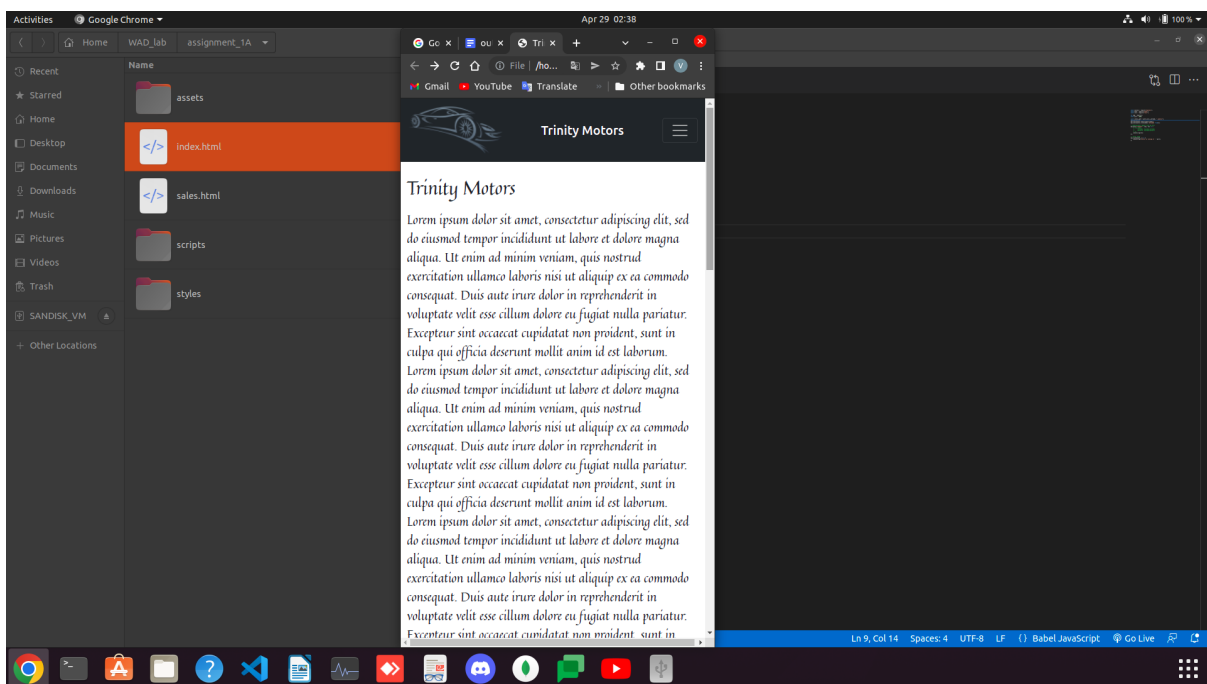 Activities
Google Chrome
Apr 29 02:38
100 %
Home
WAD_lab
assignment_1A
Recent
Starred
Home
Desktop
Documents
Downloads
Music
Pictures
Videos
Trash
SANDISK_VM
Other Locations
Name
assets
index.html
sales.html
scripts
styles
Go
ou
Tri
File
/ho...
V
Gmail
YouTube
Translate
Other bookmarks
Trinity Motors
Trinity Motors
Lorem ipsum dolor sit amet, consectetur adipiscing elit, sed
do eiusmod tempor incididunt ut labore et dolore magna
aliqua. Ut enim ad minim veniam, quis nostrud
exercitation ullamco laboris nisi ut aliquip ex ea commodo
consequat. Duis aute irure dolor in reprehenderit in
voluptate velit esse cillum dolore eu fugiat nulla pariatur.
Excepteur sint occaecat cupidatat non proident, sunt in
culpa qui officia deserunt mollit anim id est laborum.
Lorem ipsum dolor sit amet, consectetur adipiscing elit, sed
do eiusmod tempor incididunt ut labore et dolore magna
aliqua. Ut enim ad minim veniam, quis nostrud
exercitation ullamco laboris nisi ut aliquip ex ea commodo
consequat. Duis aute irure dolor in reprehenderit in
voluptate velit esse cillum dolore eu fugiat nulla pariatur.
Excepteur sint occaecat cupidatat non proident, sunt in
culpa qui officia deserunt mollit anim id est laborum.
Lorem ipsum dolor sit amet, consectetur adipiscing elit, sed
do eiusmod tempor incididunt ut labore et dolore magna
aliqua. Ut enim ad minim veniam, quis nostrud
exercitation ullamco laboris nisi ut aliquip ex ea commodo
consequat. Duis aute irure dolor in reprehenderit in
voluptate velit esse cillum dolore eu fugiat nulla pariatur.
Excepteur sint occaecat cupidatat non proident, sunt in
Ln 9, Col 14 Spaces: 4 UTF-8 LF {} Babel JavaScript Go Live